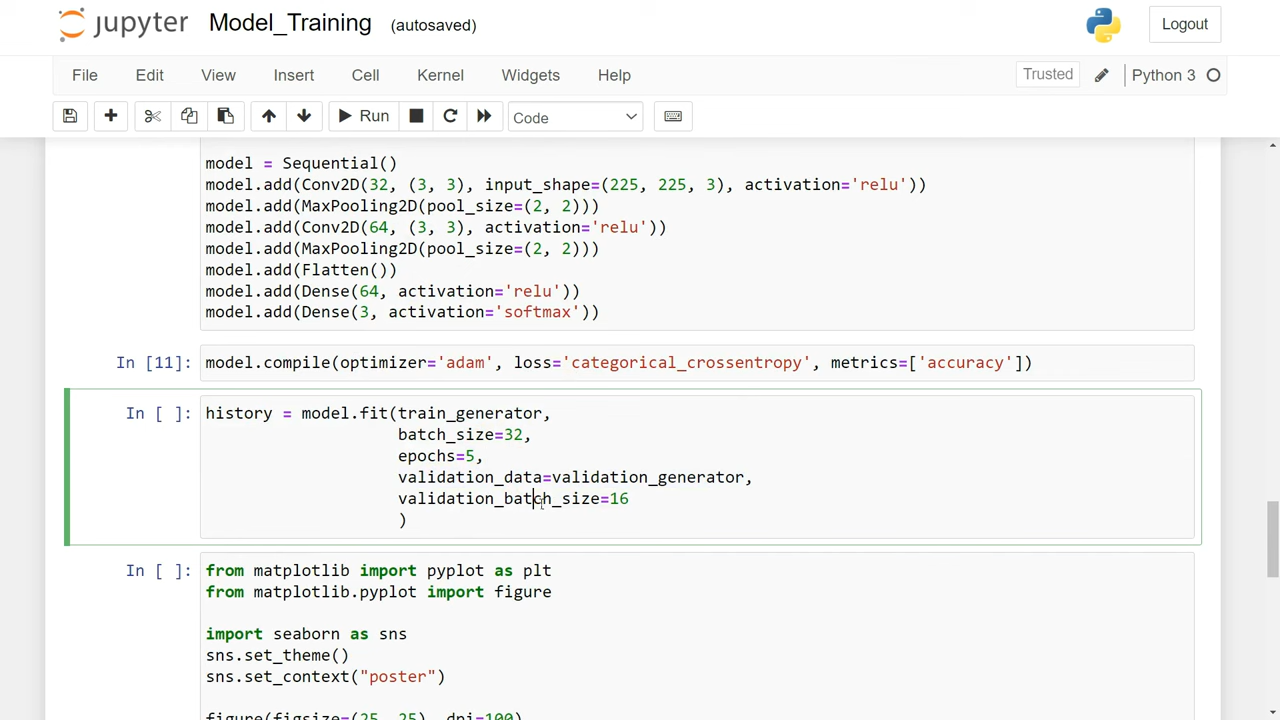 jupyter Model_Training (autosaved) Logout
File Edit View Insert Cell Kernel Widgets Help Trusted Python 3
Run Code
model = Sequential()
model.add(Conv2D(32, (3, 3), input_shape=(225, 225, 3), activation='relu'))
model.add(MaxPooling2D(pool_size=(2, 2)))
model.add(Conv2D(64, (3, 3), activation='relu'))
model.add(MaxPooling2D(pool_size=(2, 2)))
model.add(Flatten())
model.add(Dense(64, activation='relu'))
model.add(Dense(3, activation='softmax'))
In [11]: model.compile(optimizer='adam', loss='categorical_crossentropy', metrics=['accuracy'])
In [ ]: history = model.fit(train_generator,
batch_size=32,
epochs=5,
validation_data=validation_generator,
validation_batch_size=16
)
In [ ]: from matplotlib import pyplot as plt
from matplotlib.pyplot import figure
import seaborn as sns
sns.set_theme()
sns.set_context("poster")
figure(figsize=(25, 25), dpi=100)